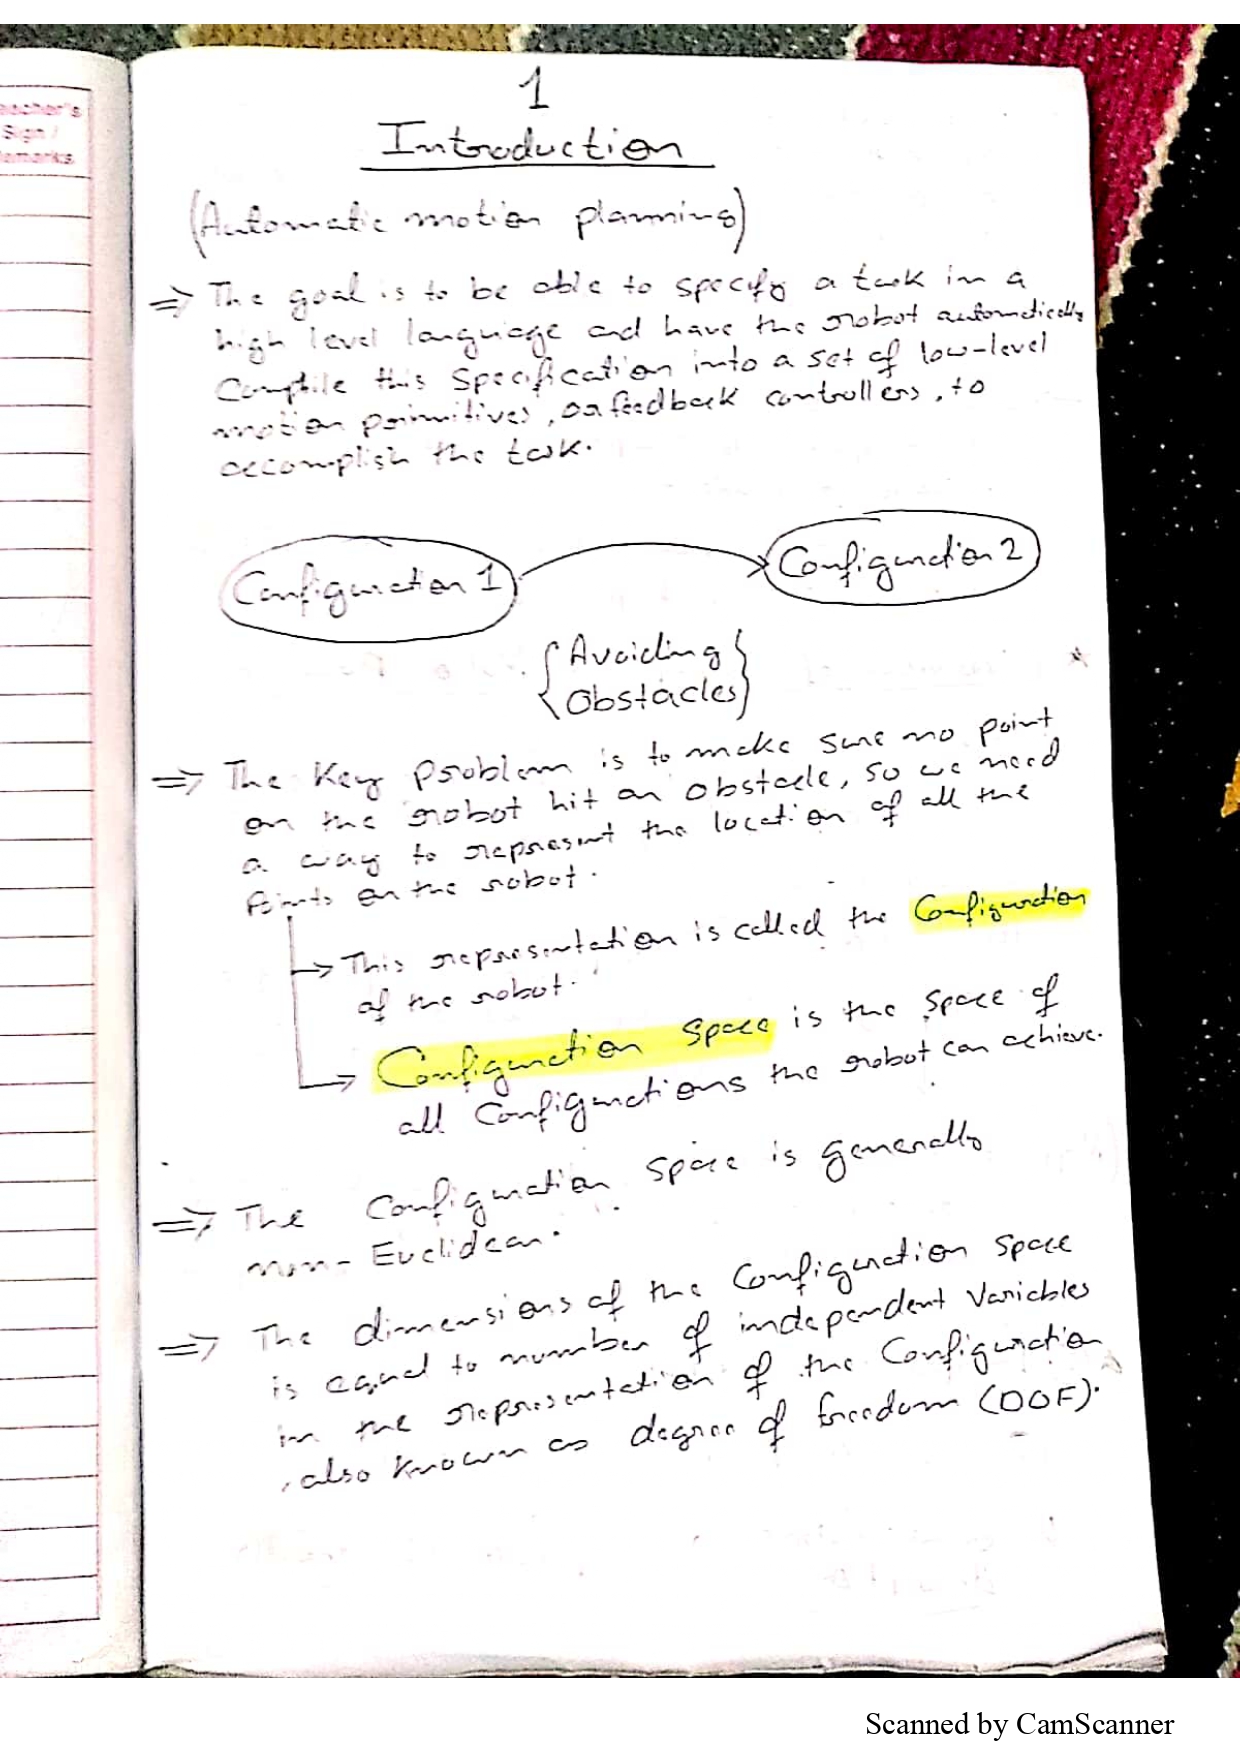 eacher's
Sign /
emarks
1
Introduction
(Automatic motion planning)
⇒ The goal is to be able to specify a task in a
high level language and have the robot automatically
Compile this specification into a set of low-level
motion primitives, or feedback controllers, to
accomplish the task.
Configuration 1 → Configuration 2
{Avoiding
Obstacles}
⇒ The key problem is to make sure no point
on the robot hit an obstacle, so we need
a way to represent the location of all the
Points on the robot.
→ This representation is called the Configuration
of the robot.
→ Configuration space is the space of
all Configurations the robot can achieve.
⇒ The Configuration space is generally
non-Euclidean.
⇒ The dimensions of the Configuration space
is equal to number of independent variables
in the representation of the Configuration
, also known as degree of freedom (DOF).
Scanned by CamScanner